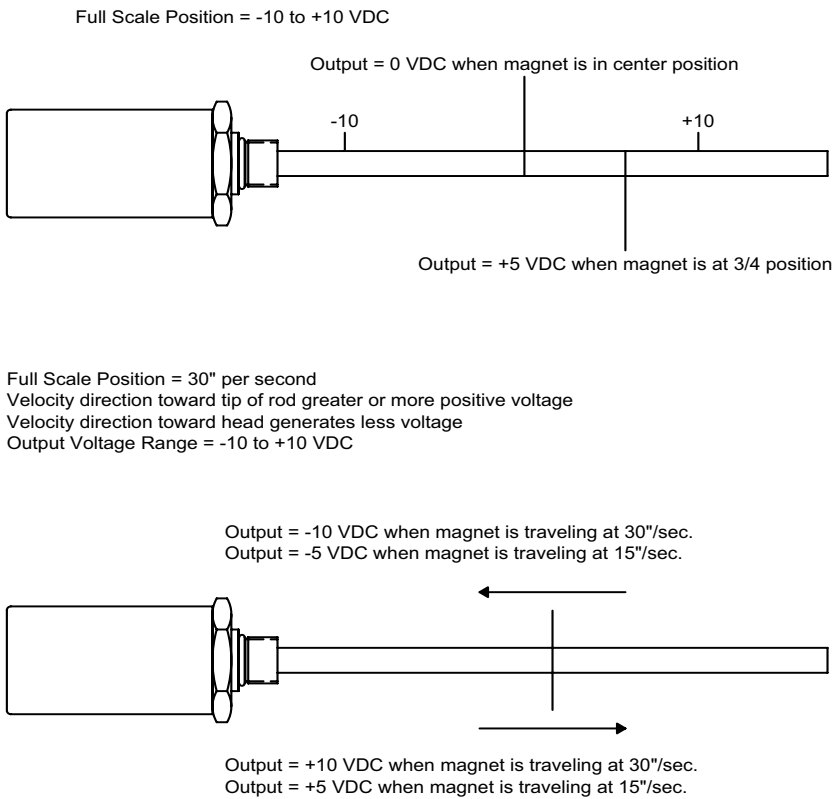 Full Scale Position = -10 to +10 VDC
Output = 0 VDC when magnet is in center position
-10
+10
Output = +5 VDC when magnet is at 3/4 position
Full Scale Position = 30" per second
Velocity direction toward tip of rod greater or more positive voltage
Velocity direction toward head generates less voltage
Output Voltage Range = -10 to +10 VDC
Output = -10 VDC when magnet is traveling at 30"/sec.
Output = -5 VDC when magnet is traveling at 15"/sec.
Output = +10 VDC when magnet is traveling at 30"/sec.
Output = +5 VDC when magnet is traveling at 15"/sec.